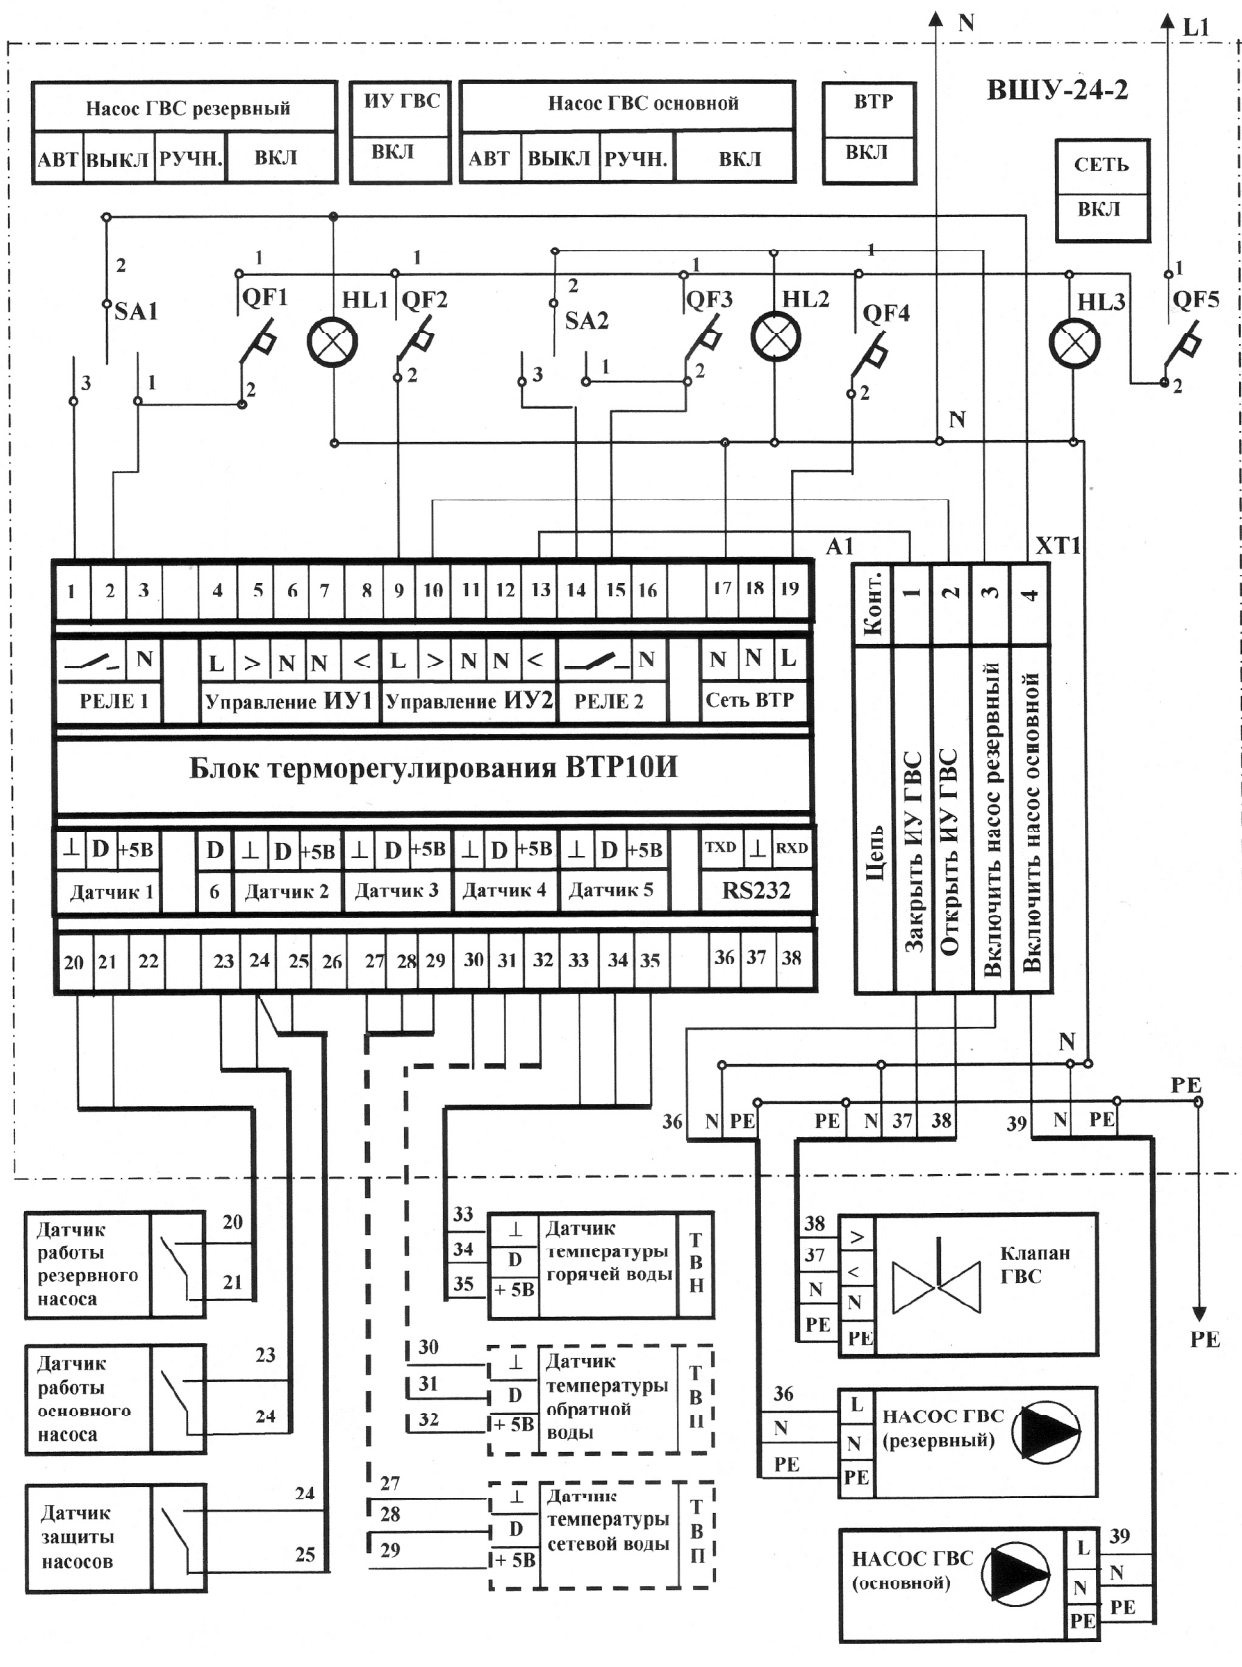 N
L1
ВШУ-24-2
Насос ГВС резервный
АВТ ВЫКЛ РУЧН. ВКЛ
ИУ ГВС
ВКЛ
Насос ГВС основной
АВТ ВЫКЛ РУЧН. ВКЛ
ВТР
ВКЛ
СЕТЬ
ВКЛ
2
SA1
3
1
1
QF1
2
HL1
1
QF2
2
2
SA2
3
1
1
QF3
2
HL2
1
QF4
2
HL3
1
QF5
2
N
A1
XT1
1 2 3 4 5 6 7 8 9 10 11 12 13 14 15 16 17 18 19
N L > N N < L > N N < N N N L
РЕЛЕ 1 Управление ИУ1 Управление ИУ2 РЕЛЕ 2 Сеть ВТР
Блок терморегулирования ВТР10И
⊥ D +5В D ⊥ D +5В ⊥ D +5В ⊥ D +5В ⊥ D +5В TXD ⊥ RXD
Датчик 1 6 Датчик 2 Датчик 3 Датчик 4 Датчик 5 RS232
20 21 22 23 24 25 26 27 28 29 30 31 32 33 34 35 36 37 38
Конт. 1 2 3 4
Цепь
Закрыть ИУ ГВС
Открыть ИУ ГВС
Включить насос резервный
Включить насос основной
N
PE
36 N PE PE N 37 38 39 N PE
PE
Датчик
работы
резервного
насоса
20
21
Датчик
работы
основного
насоса
23
24
Датчик
защиты
насосов
24
25
33
34
35
⊥
D
+ 5В
Датчик
температуры
горячей воды
Т
В
Н
30
31
32
⊥
D
+ 5В
Датчик
температуры
обратной
воды
Т
В
П
27
28
29
⊥
D
+ 5В
Датчик
температуры
сетевой воды
Т
В
П
38
37
N
PE
>
<
N
PE
Клапан
ГВС
36
N
PE
L
N
PE
НАСОС ГВС
(резервный)
НАСОС ГВС
(основной)
L
N
PE
39
N
PE